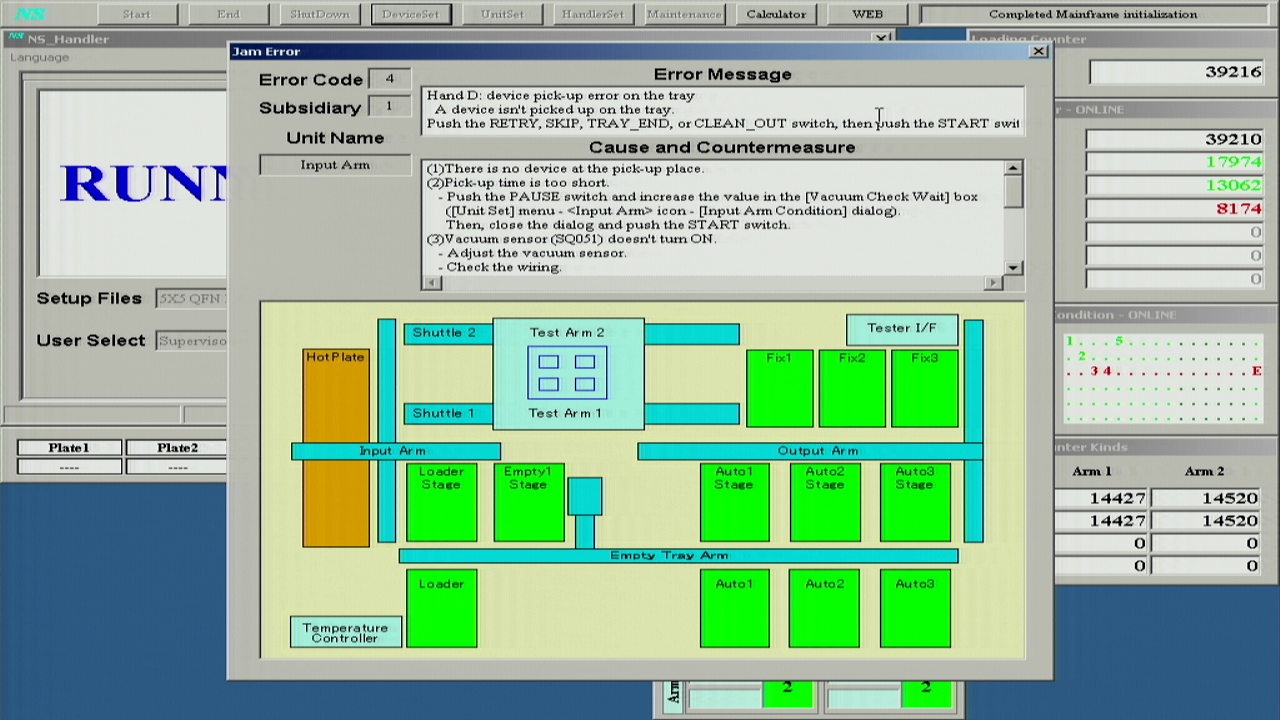 NS
Start
End
ShutDown
DeviceSet
UnitSet
HandlerSet
Maintenance
Calculator
WEB
Completed Mainframe initialization
NS NS_Handler
Language
RUNN
Setup Files
5X5 QFN
User Select
Superviso
Plate1
Plate2
----
----
Jam Error
Error Code
4
Subsidiary
1
Unit Name
Input Arm
Error Message
Hand D: device pick-up error on the tray
A device isn't picked up on the tray.
Push the RETRY, SKIP, TRAY_END, or CLEAN_OUT switch, then push the START swit
Cause and Countermeasure
(1)There is no device at the pick-up place.
(2)Pick-up time is too short.
- Push the PAUSE switch and increase the value in the [Vacuum Check Wait] box
([Unit Set] menu - <Input Arm> icon - [Input Arm Condition] dialog).
Then, close the dialog and push the START switch.
(3)Vacuum sensor (SQ051) doesn't turn ON.
- Adjust the vacuum sensor.
- Check the wiring.
HotPlate
Shuttle 2
Test Arm 2
Tester I/F
Fix1
Fix2
Fix3
Shuttle 1
Test Arm 1
Input Arm
Output Arm
Loader
Stage
Empty1
Stage
Auto1
Stage
Auto2
Stage
Auto3
Stage
Empty Tray Arm
Loader
Auto1
Auto2
Auto3
Temperature
Controller
Loading Counter
39216
r - ONLINE
39210
17974
13062
8174
0
0
0
ondition - ONLINE
1 . . . 5
. 2
. . 3 4 . . . . . . . . . . . . E
nter Kinds
Arm 1
Arm 2
14427
14520
14427
14520
0
0
0
0
Arm
2
2